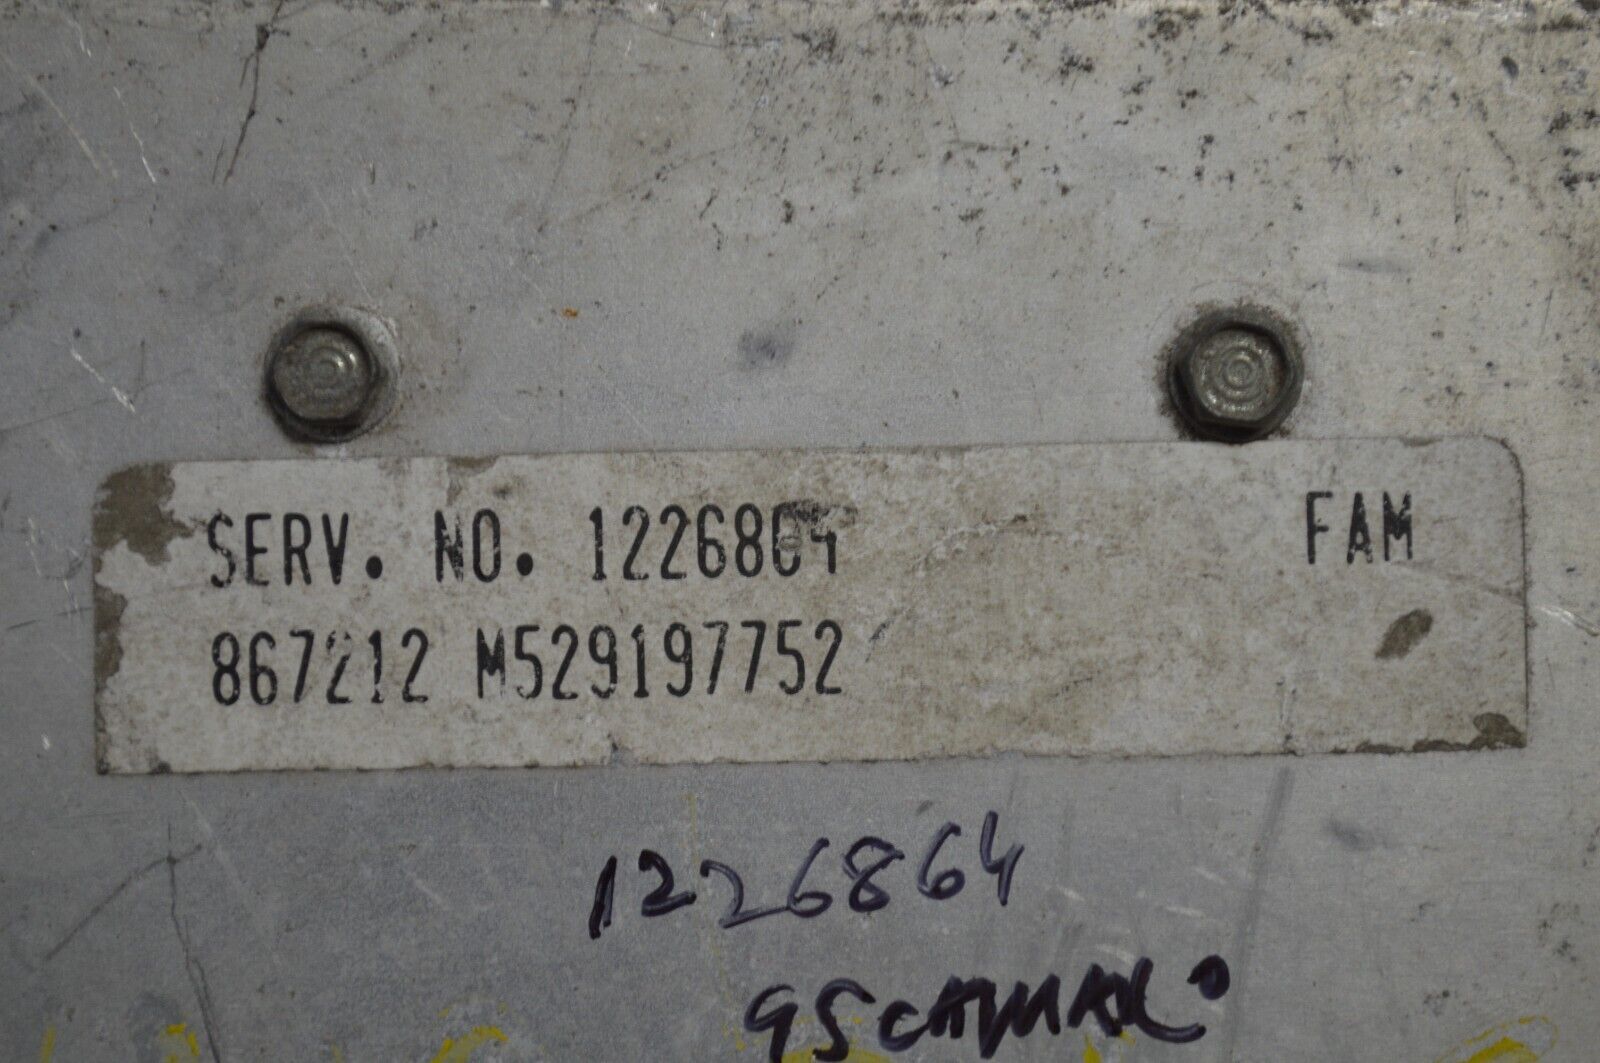 SERV. NO. 1226864 FAM
867212 M529197752
1226864
95 CAMARO